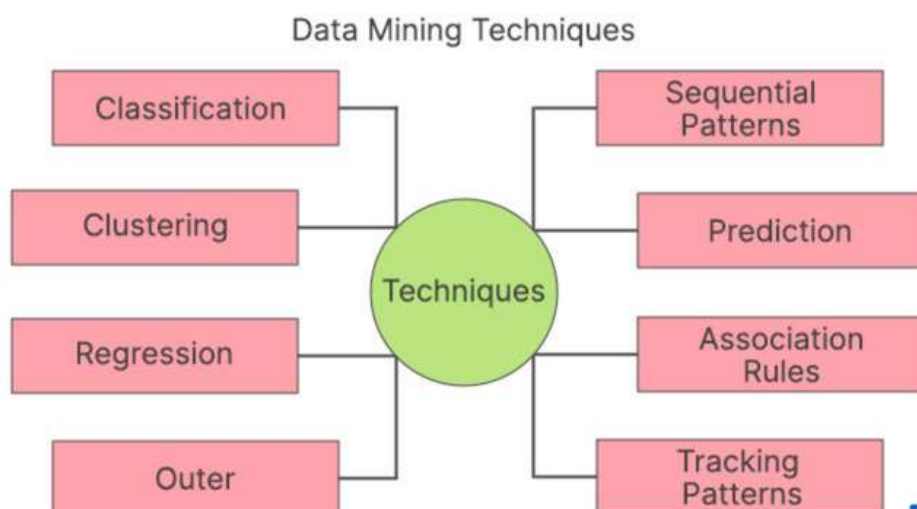 Data Mining Techniques
Classification
Clustering
Regression
Outer
Techniques
Sequential
Patterns
Prediction
Association
Rules
Tracking
Patterns